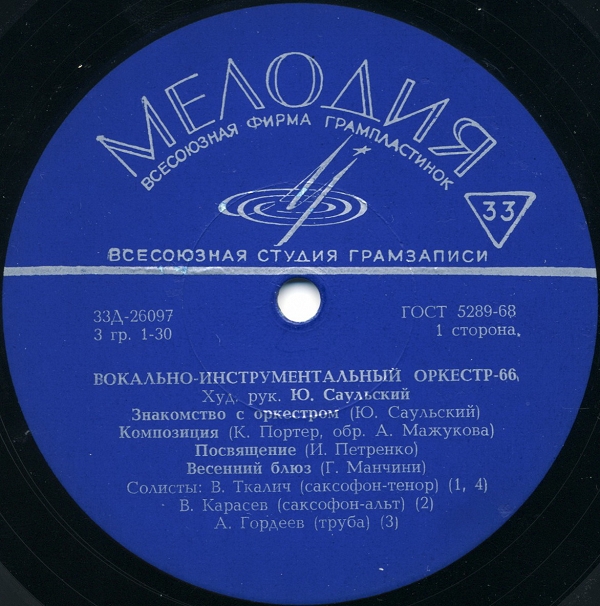 МЕЛОДИЯ
ВСЕСОЮЗНАЯ ФИРМА ГРАМПЛАСТИНОК
33
ВСЕСОЮЗНАЯ СТУДИЯ ГРАМЗАПИСИ
33Д-26097
3 гр. 1-30
ГОСТ 5289-68
1 сторона
ВОКАЛЬНО-ИНСТРУМЕНТАЛЬНЫЙ ОРКЕСТР-66
Худ. рук. Ю. Саульский
Знакомство с оркестром (Ю. Саульский)
Композиция (К. Портер, обр. А. Мажукова)
Посвящение (И. Петренко)
Весенний блюз (Г. Манчини)
Солисты: В. Ткалич (саксофон-тенор) (1, 4)
В. Карасев (саксофон-альт) (2)
А. Гордеев (труба) (3)